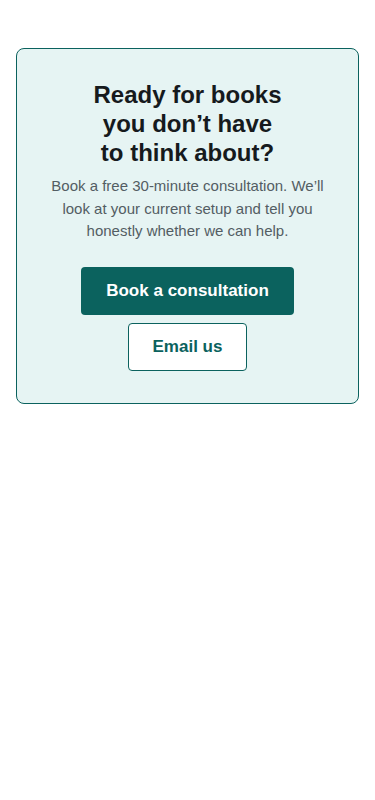 Ready for books
you don’t have
to think about?
Book a free 30-minute consultation. We’ll
look at your current setup and tell you
honestly whether we can help.
Book a consultation
Email us